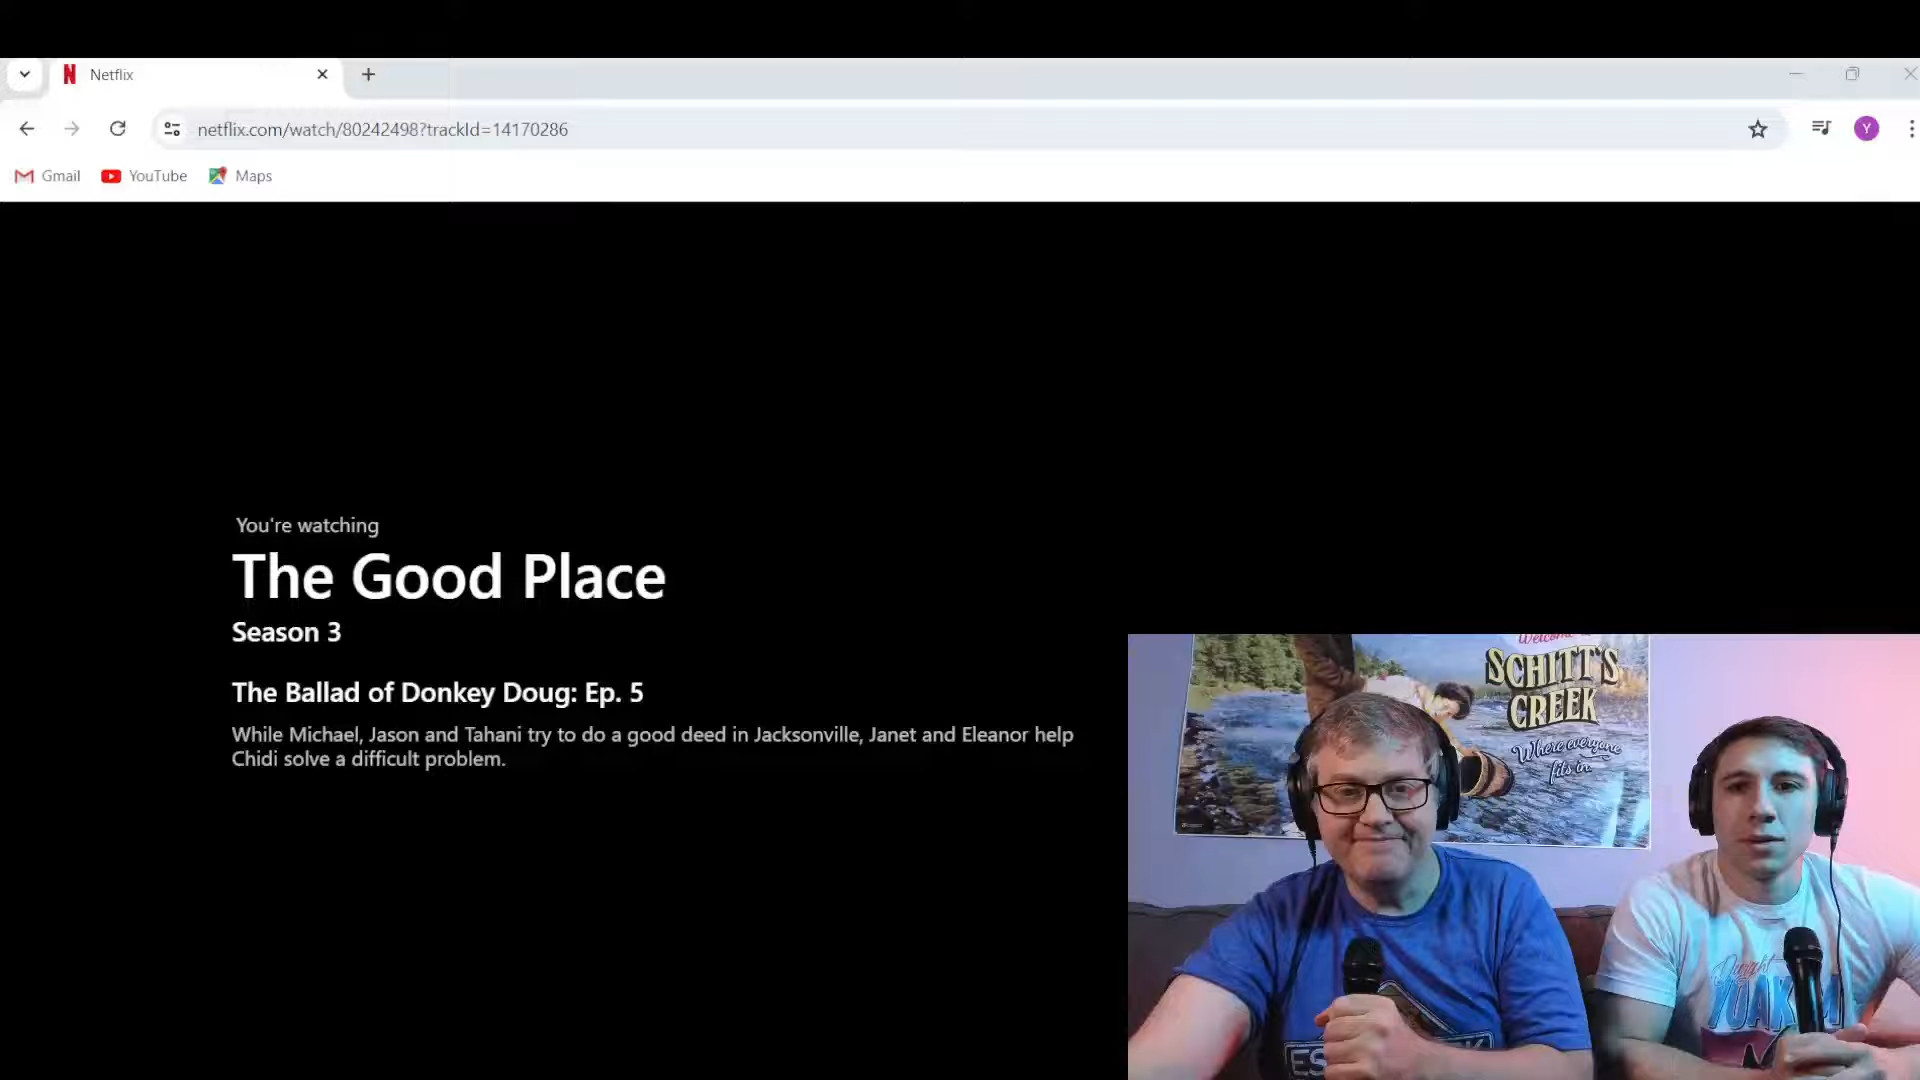 Netflix
netflix.com/watch/80242498?trackId=14170286
Y
Gmail
YouTube
Maps
You're watching
The Good Place
Season 3
The Ballad of Donkey Doug: Ep. 5
While Michael, Jason and Tahani try to do a good deed in Jacksonville, Janet and Eleanor help
Chidi solve a difficult problem.
SCHITT'S
CREEK
Where everyone
fits in.
Dwight